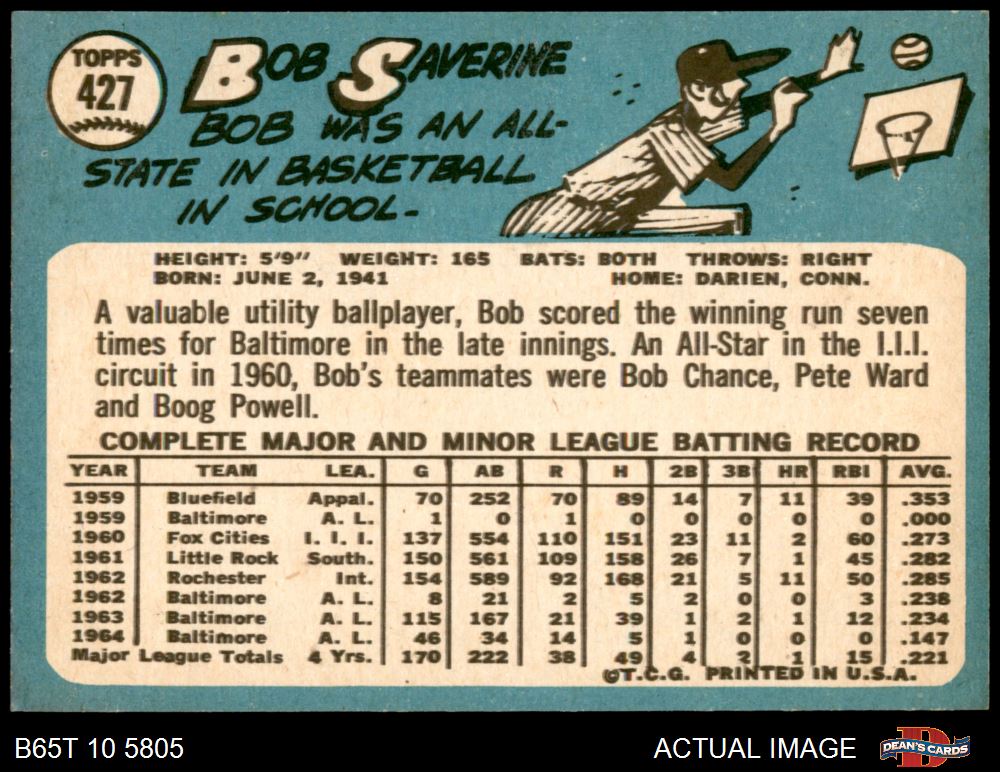 TOPPS
427
BOB SAVERINE
BOB WAS AN ALL-
STATE IN BASKETBALL
IN SCHOOL-
HEIGHT: 5'9" WEIGHT: 165 BATS: BOTH THROWS: RIGHT
BORN: JUNE 2, 1941 HOME: DARIEN, CONN.
A valuable utility ballplayer, Bob scored the winning run seven
times for Baltimore in the late innings. An All-Star in the I.I.I.
circuit in 1960, Bob's teammates were Bob Chance, Pete Ward
and Boog Powell.
COMPLETE MAJOR AND MINOR LEAGUE BATTING RECORD
YEAR TEAM LEA. G AB R H 2B 3B HR RBI AVG.
1959 Bluefield Appal. 70 252 70 89 14 7 11 39 .353
1959 Baltimore A. L. 1 0 1 0 0 0 0 0 .000
1960 Fox Cities I. I. I. 137 554 110 151 23 11 2 60 .273
1961 Little Rock South. 150 561 109 158 26 7 1 45 .282
1962 Rochester Int. 154 589 92 168 21 5 11 50 .285
1962 Baltimore A. L. 8 21 2 5 2 0 0 3 .238
1963 Baltimore A. L. 115 167 21 39 1 2 1 12 .234
1964 Baltimore A. L. 46 34 14 5 1 0 0 0 .147
Major League Totals 4 Yrs. 170 222 38 49 4 2 1 15 .221
©T.C.G. PRINTED IN U.S.A.
B65T 10 5805 ACTUAL IMAGE DEAN'S CARDS